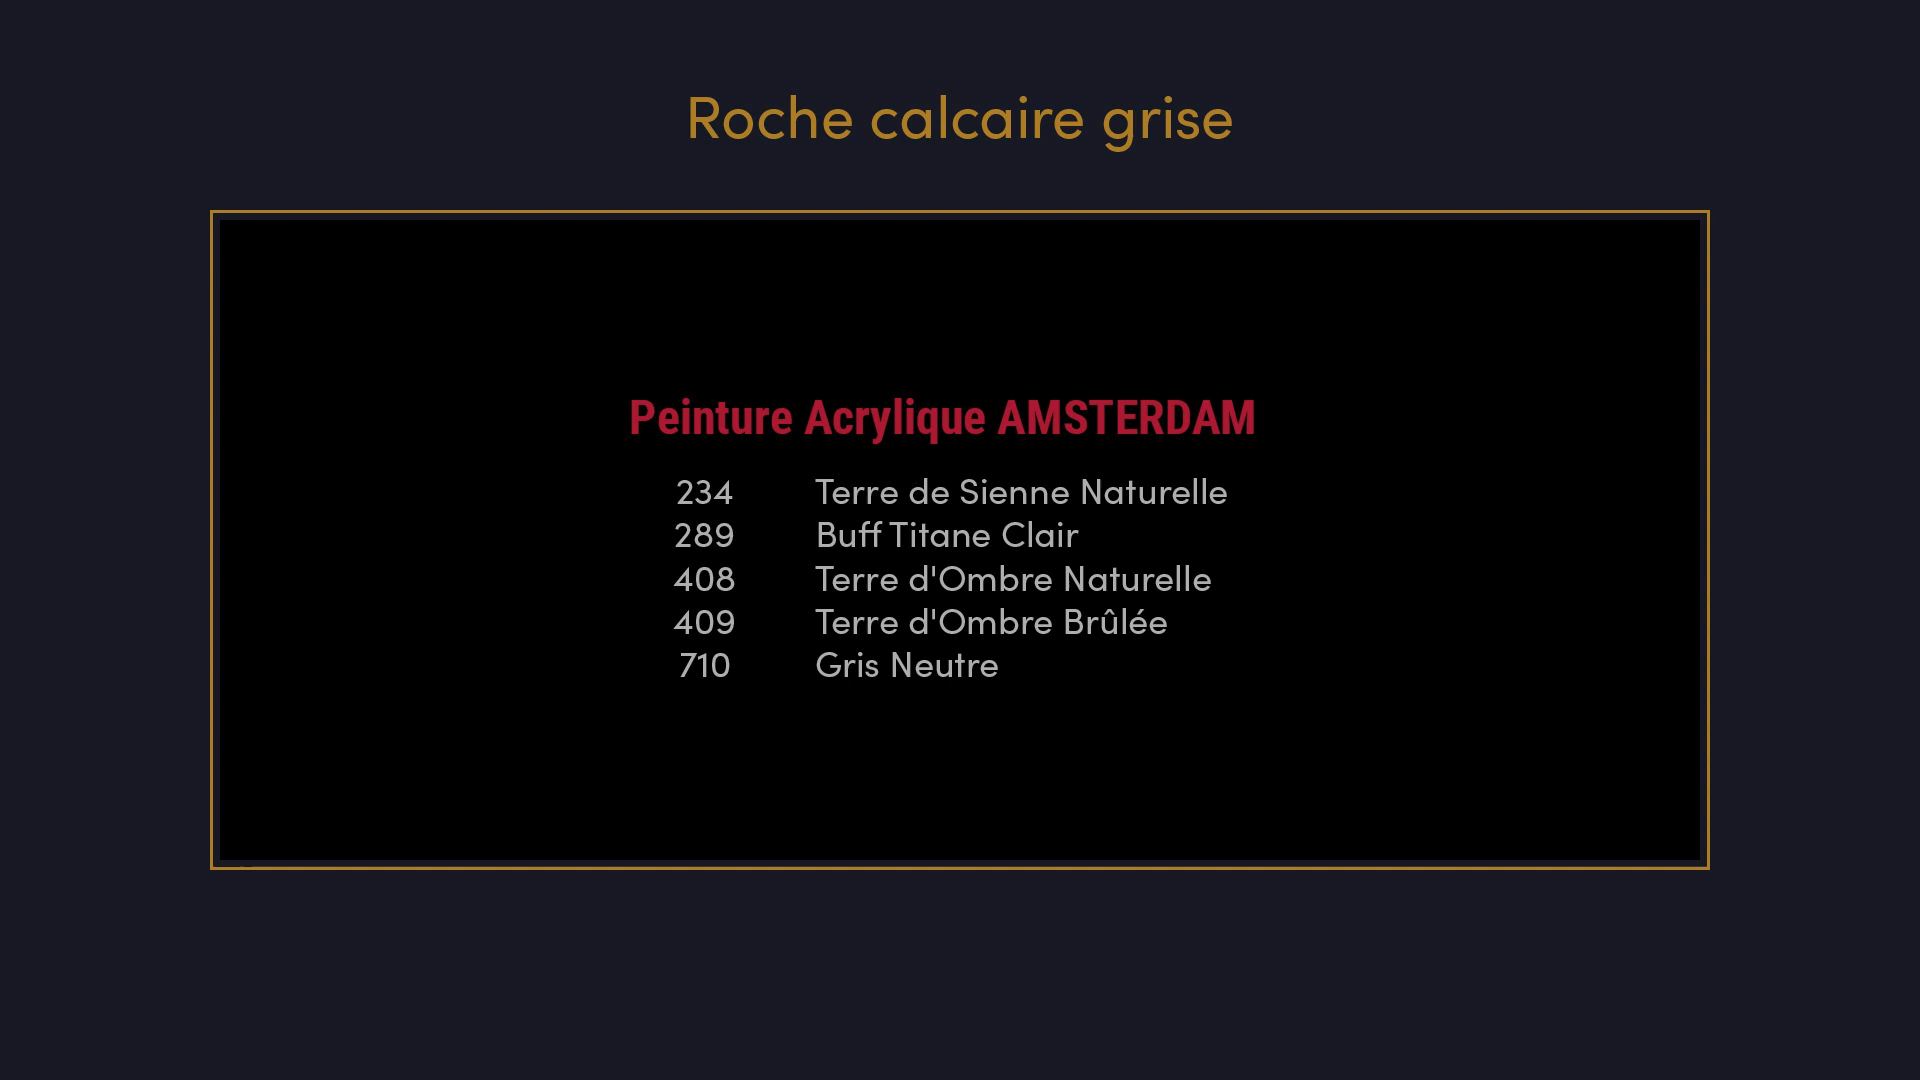 Roche calcaire grise
Peinture Acrylique AMSTERDAM
234 Terre de Sienne Naturelle
289 Buff Titane Clair
408 Terre d'Ombre Naturelle
409 Terre d'Ombre Brûlée
710 Gris Neutre